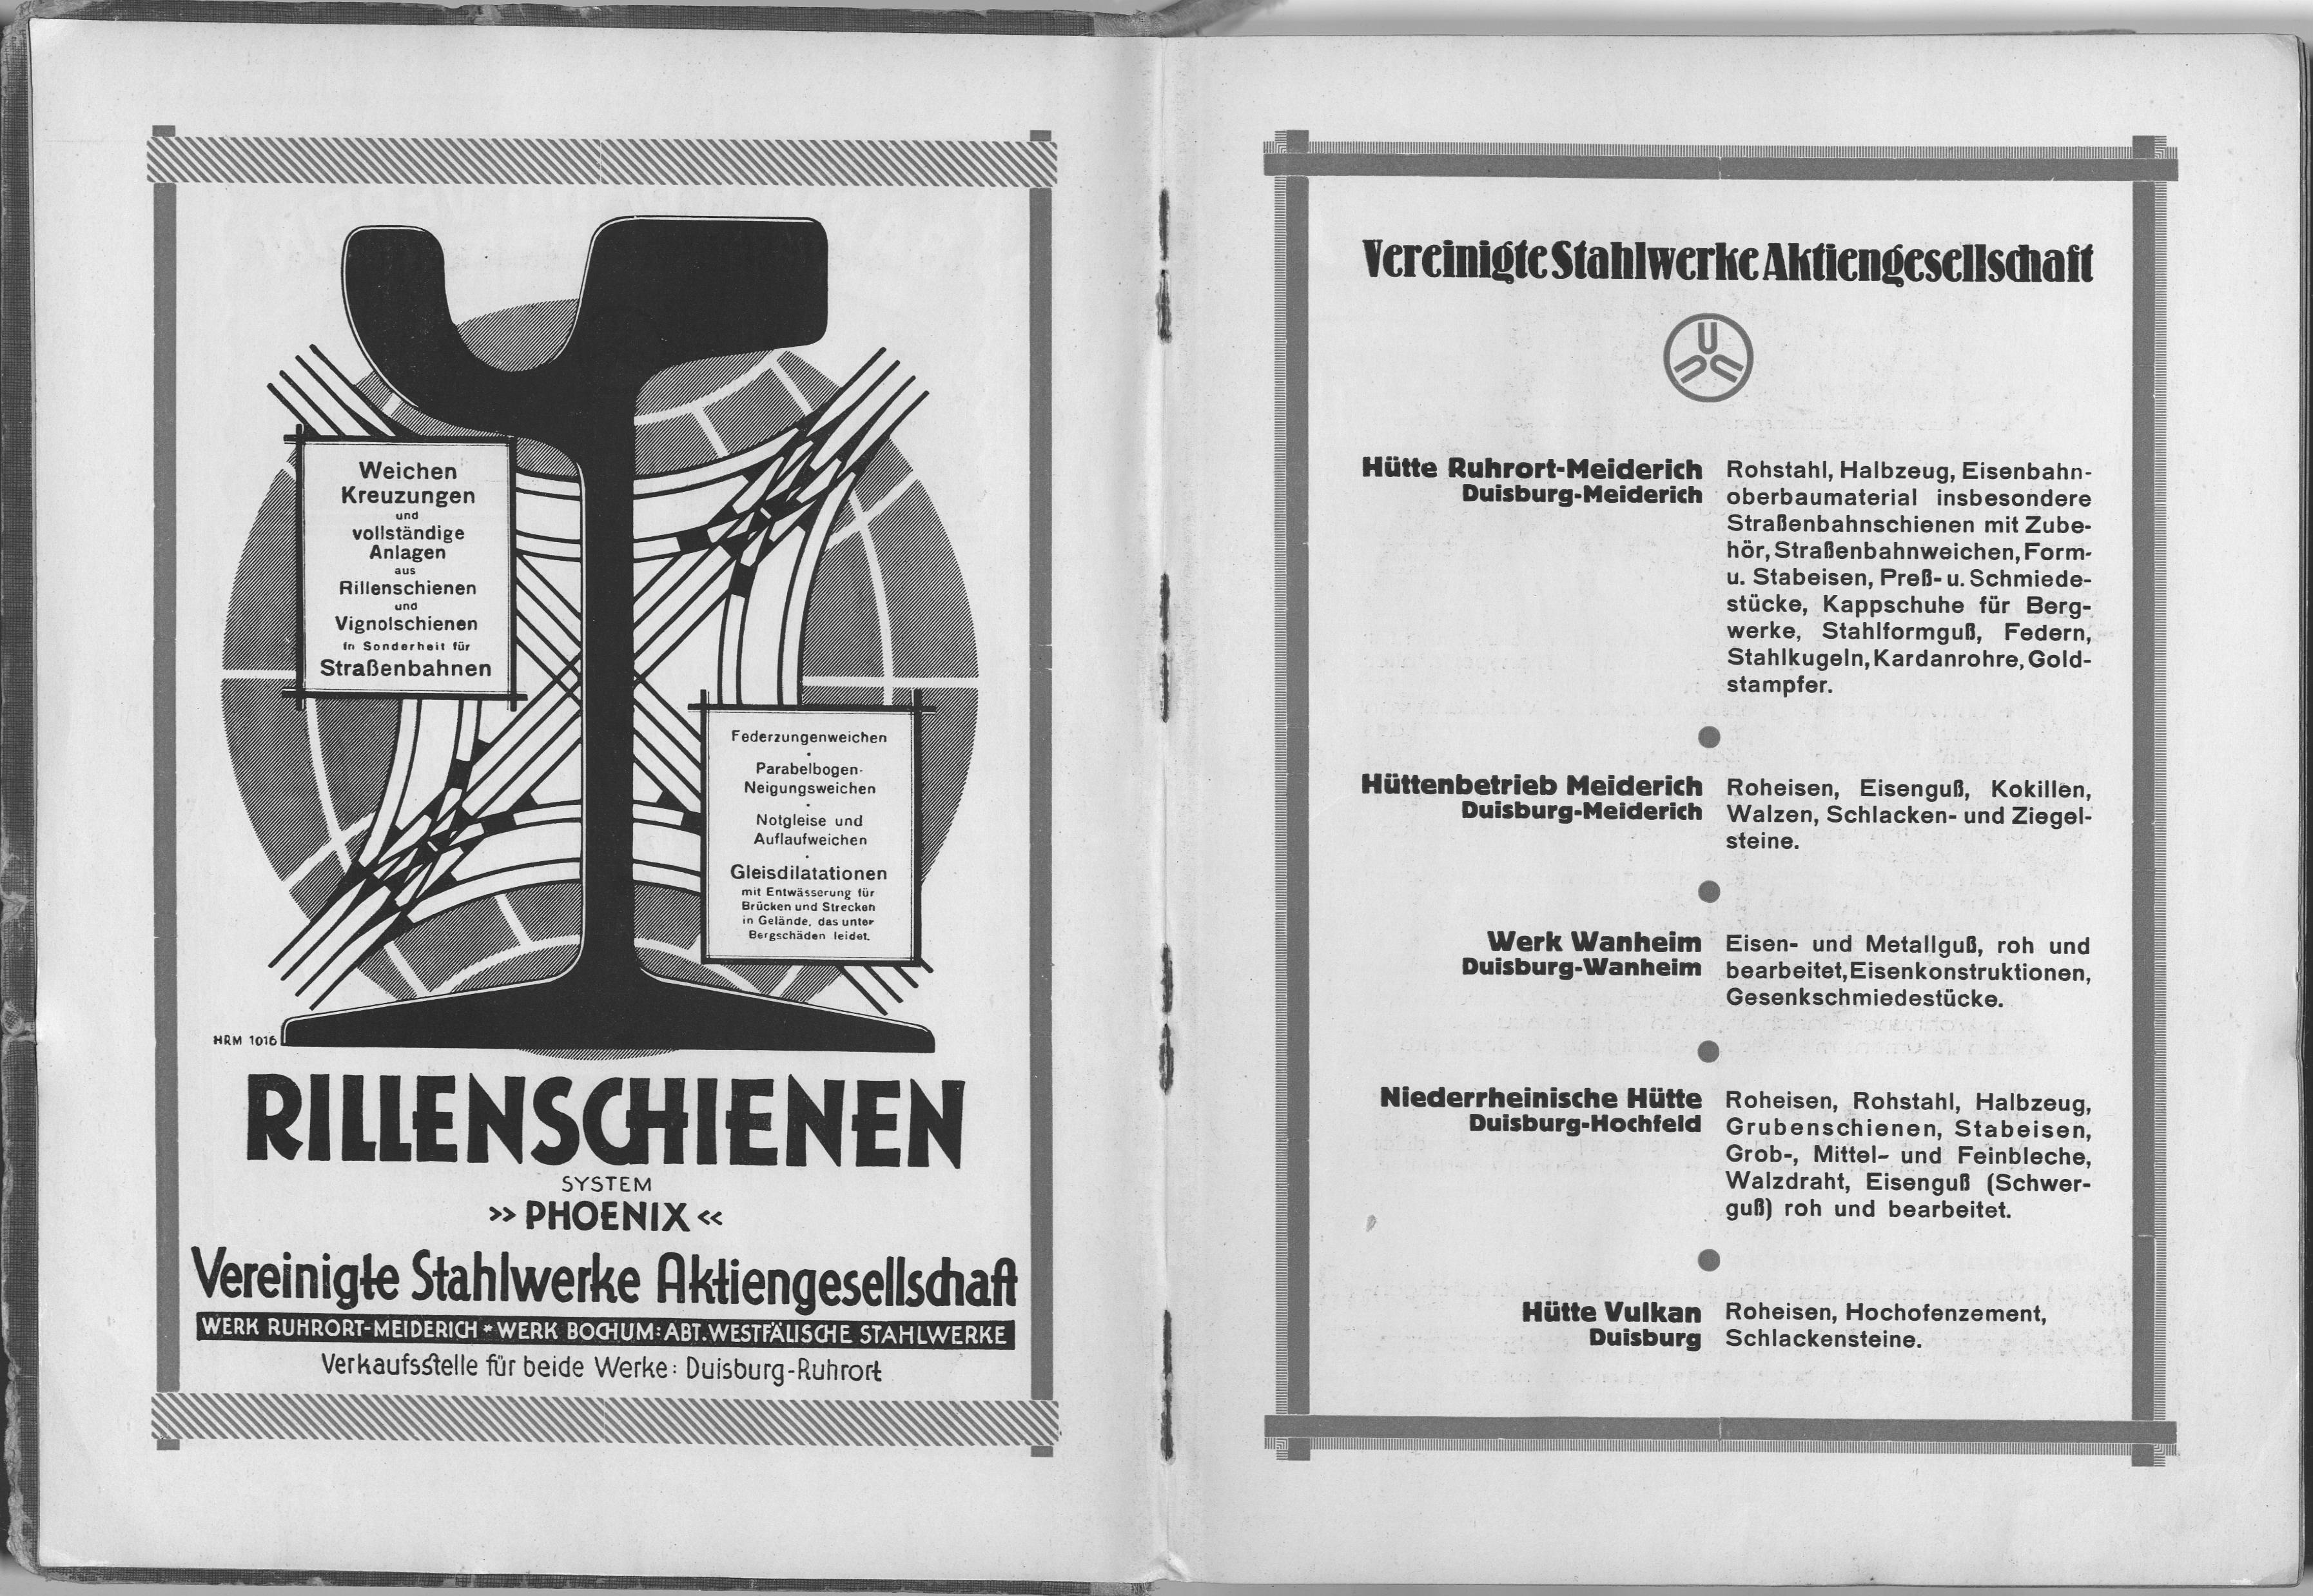 Weichen
Kreuzungen
und
vollständige
Anlagen
aus
Rillenschienen
und
Vignolschienen
In Sonderheit für
Straßenbahnen
Federzungenweichen
Parabelbogen-
Neigungsweichen
Notgleise und
Auflaufweichen
Gleisdilatationen
mit Entwässerung für
Brücken und Strecken
in Gelände, das unter
Bergschäden leidet.
HRM 1016
RILLENSCHIENEN
SYSTEM
»PHOENIX«
Vereinigte Stahlwerke Aktiengesellschaft
WERK RUHRORT-MEIDERICH * WERK BOCHUM: ABT. WESTFÄLISCHE STAHLWERKE
Verkaufsstelle für beide Werke: Duisburg-Ruhrort
Vereinigte Stahlwerke Aktiengesellschaft
Hütte Ruhrort-Meiderich
Duisburg-Meiderich
Rohstahl, Halbzeug, Eisenbahn-
oberbaumaterial insbesondere
Straßenbahnschienen mit Zube-
hör, Straßenbahnweichen, Form-
u. Stabeisen, Preß- u. Schmiede-
stücke, Kappschuhe für Berg-
werke, Stahlformguß, Federn,
Stahlkugeln, Kardanrohre, Gold-
stampfer.
Hüttenbetrieb Meiderich
Duisburg-Meiderich
Roheisen, Eisenguß, Kokillen,
Walzen, Schlacken- und Ziegel-
steine.
Werk Wanheim
Duisburg-Wanheim
Eisen- und Metallguß, roh und
bearbeitet, Eisenkonstruktionen,
Gesenkschmiedestücke.
Niederrheinische Hütte
Duisburg-Hochfeld
Roheisen, Rohstahl, Halbzeug,
Grubenschienen, Stabeisen,
Grob-, Mittel- und Feinbleche,
Walzdraht, Eisenguß (Schwer-
guß) roh und bearbeitet.
Hütte Vulkan
Duisburg
Roheisen, Hochofenzement,
Schlackensteine.